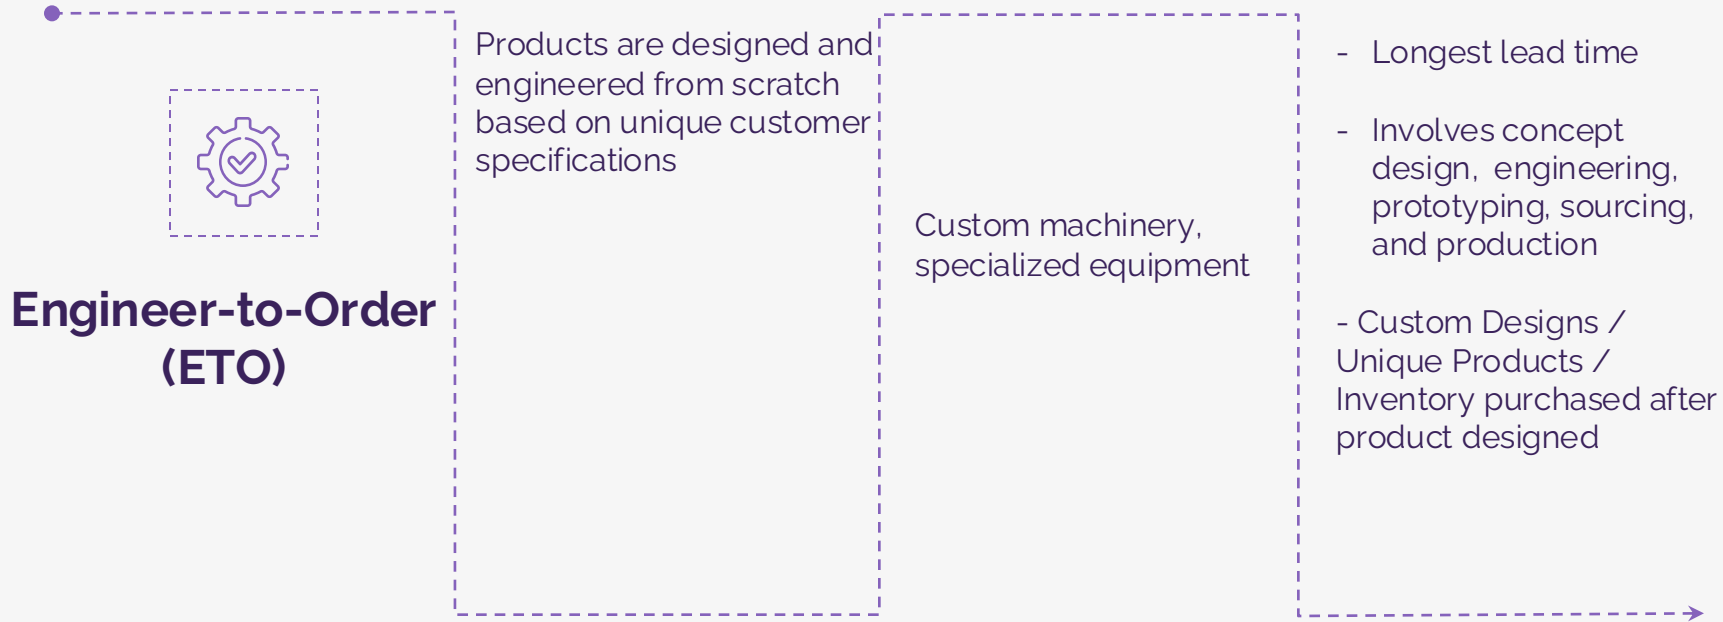 Engineer-to-Order
(ETO)
Products are designed and
engineered from scratch
based on unique customer
specifications
Custom machinery,
specialized equipment
- Longest lead time
- Involves concept
design, engineering,
prototyping, sourcing,
and production
- Custom Designs /
Unique Products /
Inventory purchased after
product designed